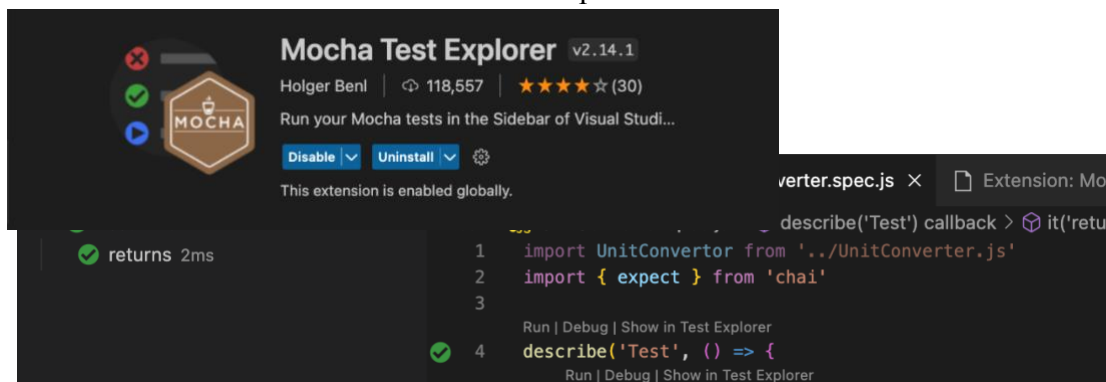 Mocha Test Explorer v2.14.1
Holger Benl 118,557 (30)
Run your Mocha tests in the Sidebar of Visual Studi...
MOCHA
Disable Uninstall
This extension is enabled globally.
verter.spec.js × Extension: Mo
describe('Test') callback > it('retu
returns 2ms
1 import UnitConvertor from '../UnitConverter.js'
2 import { expect } from 'chai'
3
Run | Debug | Show in Test Explorer
4 describe('Test', () => {
Run | Debug | Show in Test Explorer